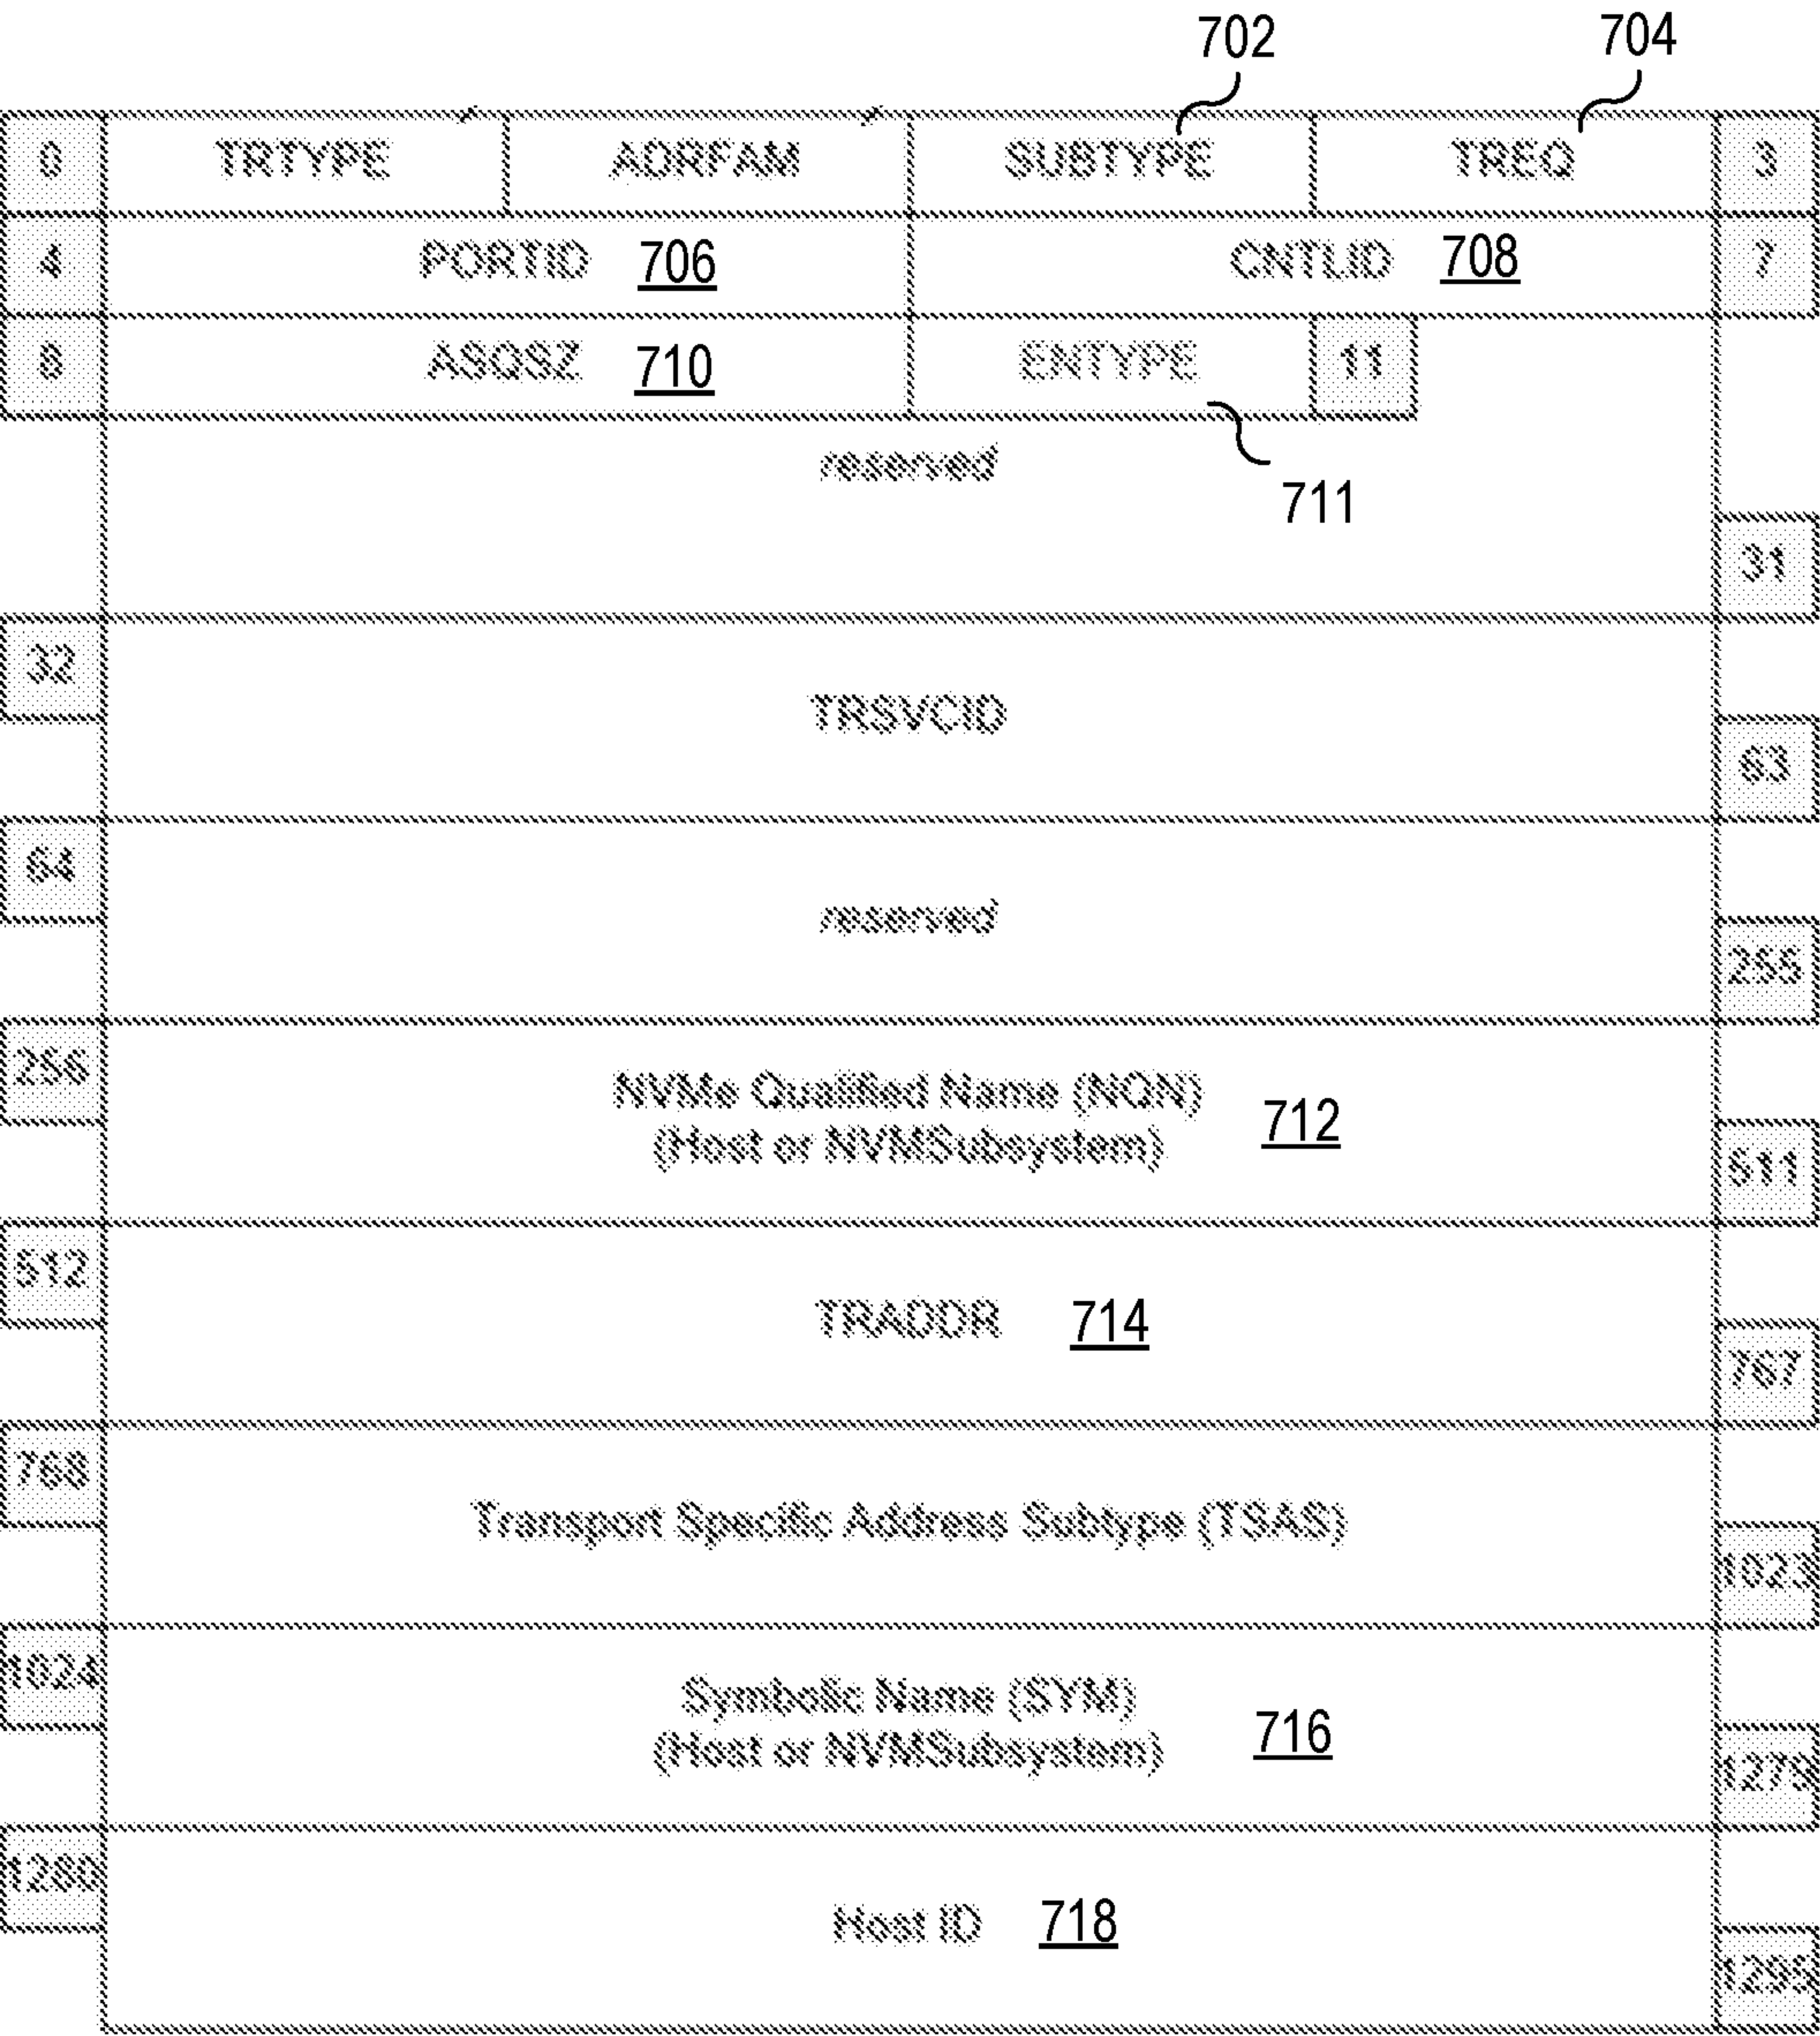 702 704
0 TRTYPE ADRFAM SUBTYPE TREQ 3
4 PORTID 706 CNTLID 708 7
8 ASQSZ 710 ENTYPE 11
reserved
711
31
32
TRSVCID
63
64
reserved
255
256
NVMe Qualified Name (NQN)
(Host or NVMSubsystem) 712
511
512
TRADDR 714
767
768
Transport Specific Address Subtype (TSAS)
1023
1024
Symbolic Name (SYM)
(Host or NVMSubsystem) 716
1279
1280
Host ID 718
1295